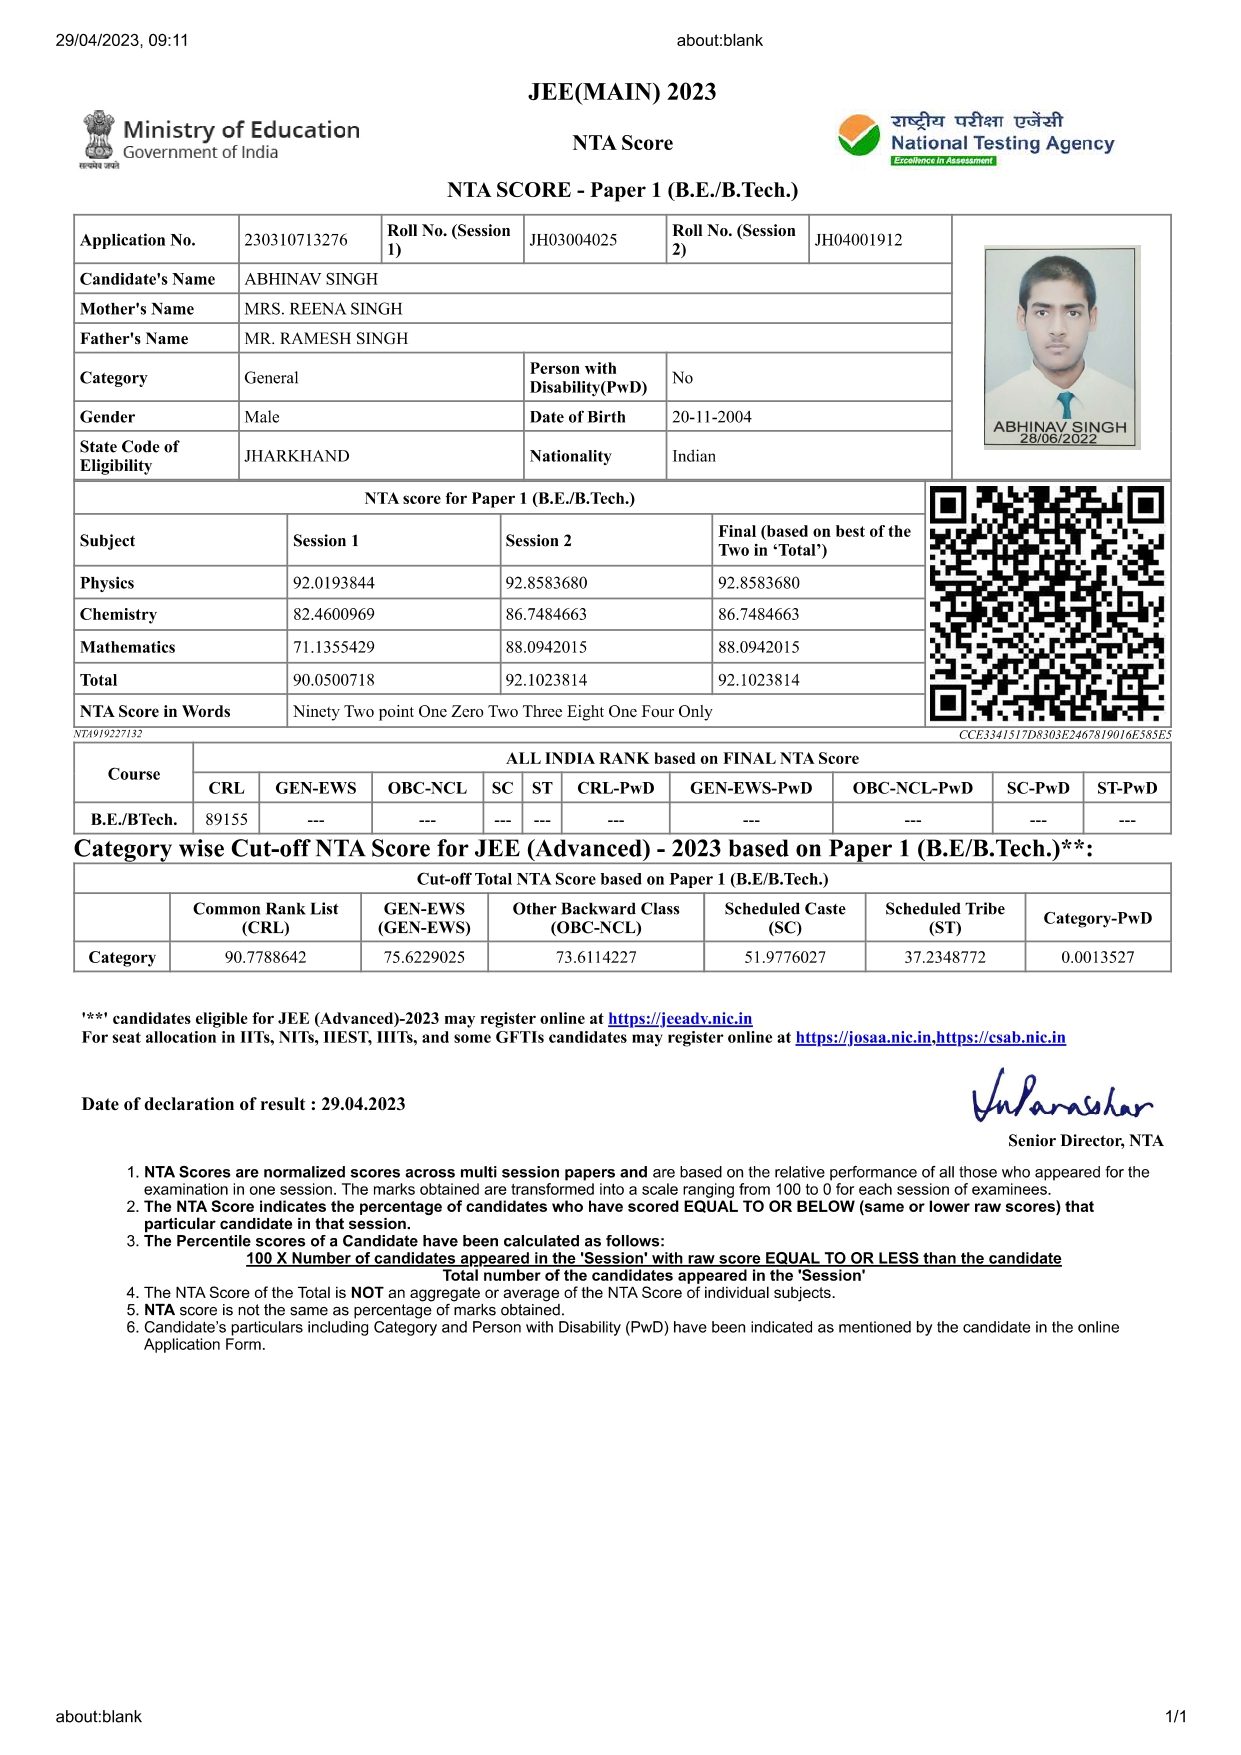 29/04/2023, 09:11 about:blank
JEE(MAIN) 2023
Ministry of Education
Government of India
सत्यमेव जयते
NTA Score
राष्ट्रीय परीक्षा एजेंसी
National Testing Agency
Excellence in Assessment
NTA SCORE - Paper 1 (B.E./B.Tech.)
Application No. 230310713276 Roll No. (Session 1) JH03004025 Roll No. (Session 2) JH04001912
Candidate's Name ABHINAV SINGH
Mother's Name MRS. REENA SINGH
Father's Name MR. RAMESH SINGH
Category General Person with Disability(PwD) No
Gender Male Date of Birth 20-11-2004
State Code of Eligibility JHARKHAND Nationality Indian
ABHINAV SINGH
28/06/2022
NTA score for Paper 1 (B.E./B.Tech.)
Subject Session 1 Session 2 Final (based on best of the Two in ‘Total’)
Physics 92.0193844 92.8583680 92.8583680
Chemistry 82.4600969 86.7484663 86.7484663
Mathematics 71.1355429 88.0942015 88.0942015
Total 90.0500718 92.1023814 92.1023814
NTA Score in Words Ninety Two point One Zero Two Three Eight One Four Only
NTA919227132 CCE3341517D8303E2467819016E585E5
Course ALL INDIA RANK based on FINAL NTA Score
CRL GEN-EWS OBC-NCL SC ST CRL-PwD GEN-EWS-PwD OBC-NCL-PwD SC-PwD ST-PwD
B.E./BTech. 89155 --- --- --- --- --- --- --- --- ---
Category wise Cut-off NTA Score for JEE (Advanced) - 2023 based on Paper 1 (B.E/B.Tech.)**:
Cut-off Total NTA Score based on Paper 1 (B.E/B.Tech.)
Common Rank List (CRL) GEN-EWS (GEN-EWS) Other Backward Class (OBC-NCL) Scheduled Caste (SC) Scheduled Tribe (ST) Category-PwD
Category 90.7788642 75.6229025 73.6114227 51.9776027 37.2348772 0.0013527
'**' candidates eligible for JEE (Advanced)-2023 may register online at https://jeeadv.nic.in
For seat allocation in IITs, NITs, IIEST, IIITs, and some GFTIs candidates may register online at https://josaa.nic.in,https://csab.nic.in
Date of declaration of result : 29.04.2023
Senior Director, NTA
1. NTA Scores are normalized scores across multi session papers and are based on the relative performance of all those who appeared for the
examination in one session. The marks obtained are transformed into a scale ranging from 100 to 0 for each session of examinees.
2. The NTA Score indicates the percentage of candidates who have scored EQUAL TO OR BELOW (same or lower raw scores) that
particular candidate in that session.
3. The Percentile scores of a Candidate have been calculated as follows:
100 X Number of candidates appeared in the 'Session' with raw score EQUAL TO OR LESS than the candidate
Total number of the candidates appeared in the 'Session'
4. The NTA Score of the Total is NOT an aggregate or average of the NTA Score of individual subjects.
5. NTA score is not the same as percentage of marks obtained.
6. Candidate’s particulars including Category and Person with Disability (PwD) have been indicated as mentioned by the candidate in the online
Application Form.
about:blank 1/1